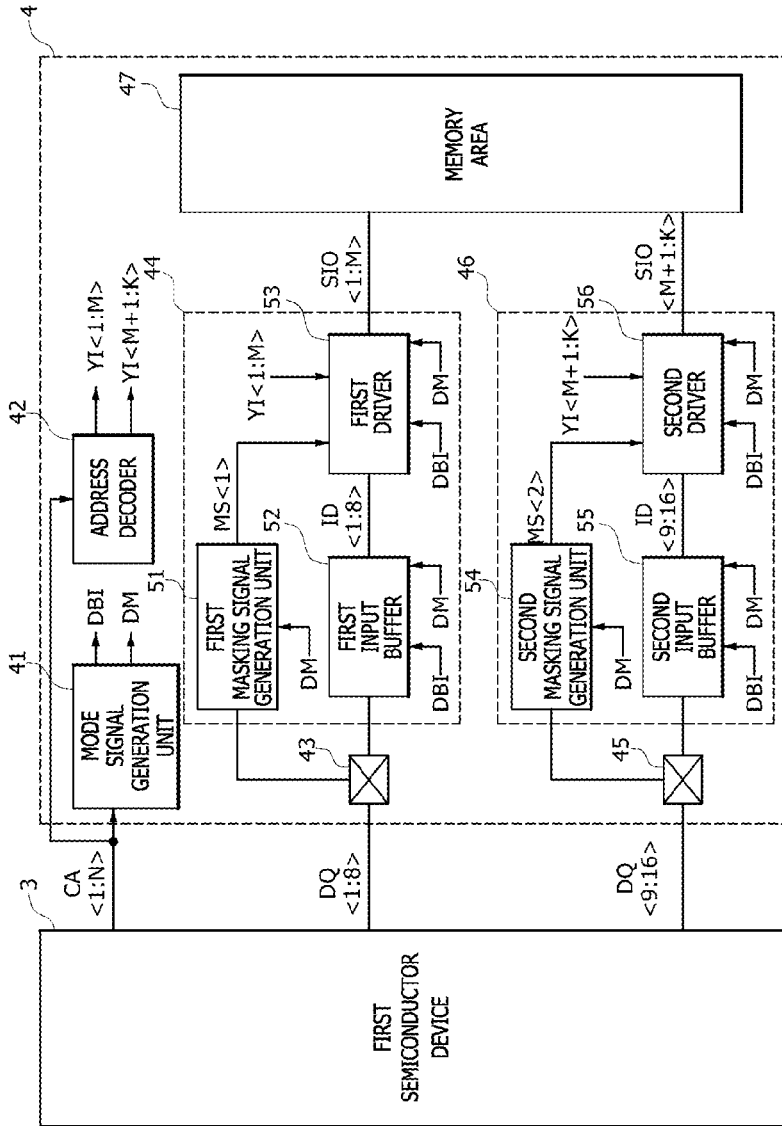 4
3
FIRST
SEMICONDUCTOR
DEVICE
CA
<1:N>
DQ
<1:8>
DQ
<9:16>
41
MODE
SIGNAL
GENERATION
UNIT
DBI
DM
42
ADDRESS
DECODER
YI<1:M>
YI<M+1:K>
43
44
51
FIRST
MASKING SIGNAL
GENERATION UNIT
DM
MS<1>
52
FIRST
INPUT
BUFFER
DBI
DM
ID
<1:8>
YI<1:M>
53
FIRST
DRIVER
DBI
DM
SIO
<1:M>
45
46
54
SECOND
MASKING SIGNAL
GENERATION UNIT
DM
MS<2>
55
SECOND
INPUT
BUFFER
DBI
DM
ID
<9:16>
YI<M+1:K>
56
SECOND
DRIVER
DBI
DM
SIO
<M+1:K>
47
MEMORY
AREA